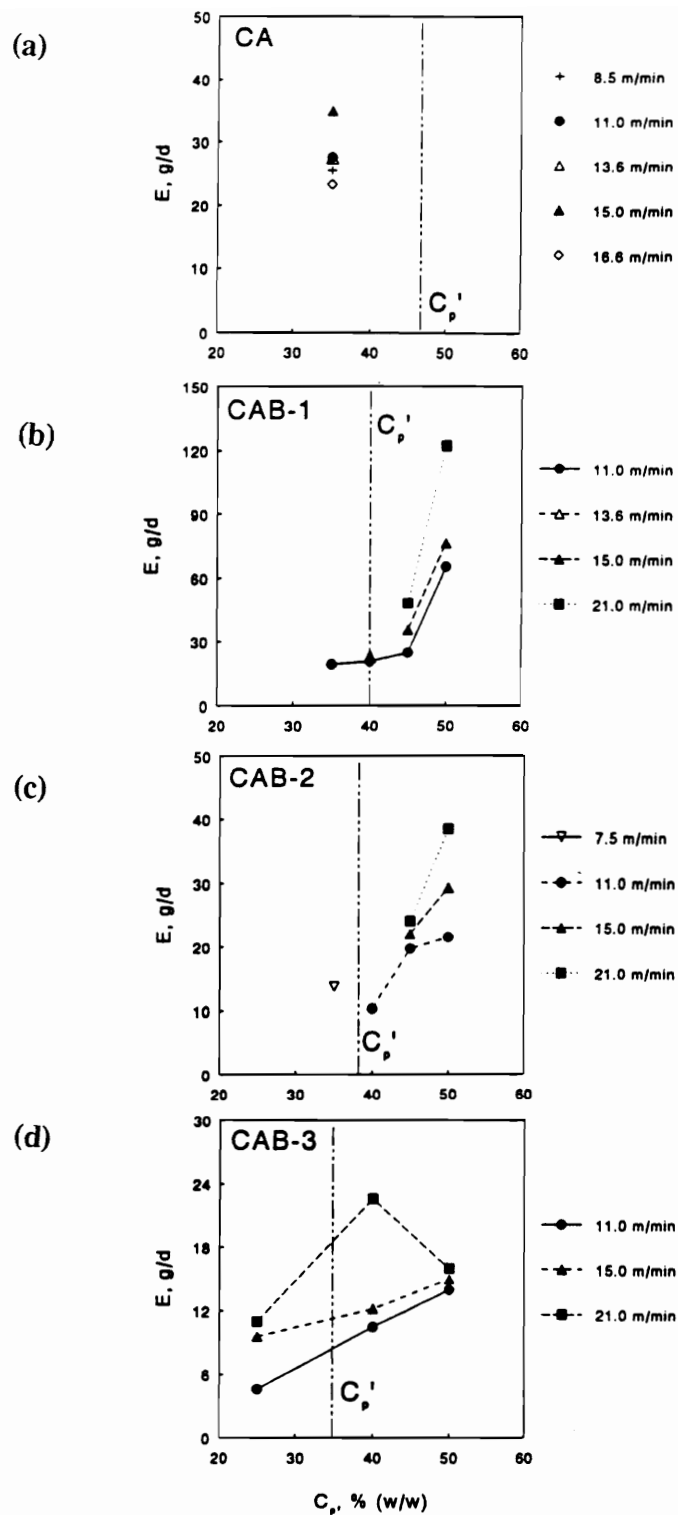 (a)
CA
E, g/d
50
40
30
20
10
0
20 30 40 50 60
C_p'
8.5 m/min
11.0 m/min
13.6 m/min
15.0 m/min
16.6 m/min
(b)
CAB-1
E, g/d
150
120
90
60
30
0
20 30 40 50 60
C_p'
11.0 m/min
13.6 m/min
15.0 m/min
21.0 m/min
(c)
CAB-2
E, g/d
50
40
30
20
10
0
20 30 40 50 60
C_p'
7.5 m/min
11.0 m/min
15.0 m/min
21.0 m/min
(d)
CAB-3
E, g/d
30
24
18
12
6
0
20 30 40 50 60
C_p'
11.0 m/min
15.0 m/min
21.0 m/min
C_p, % (w/w)